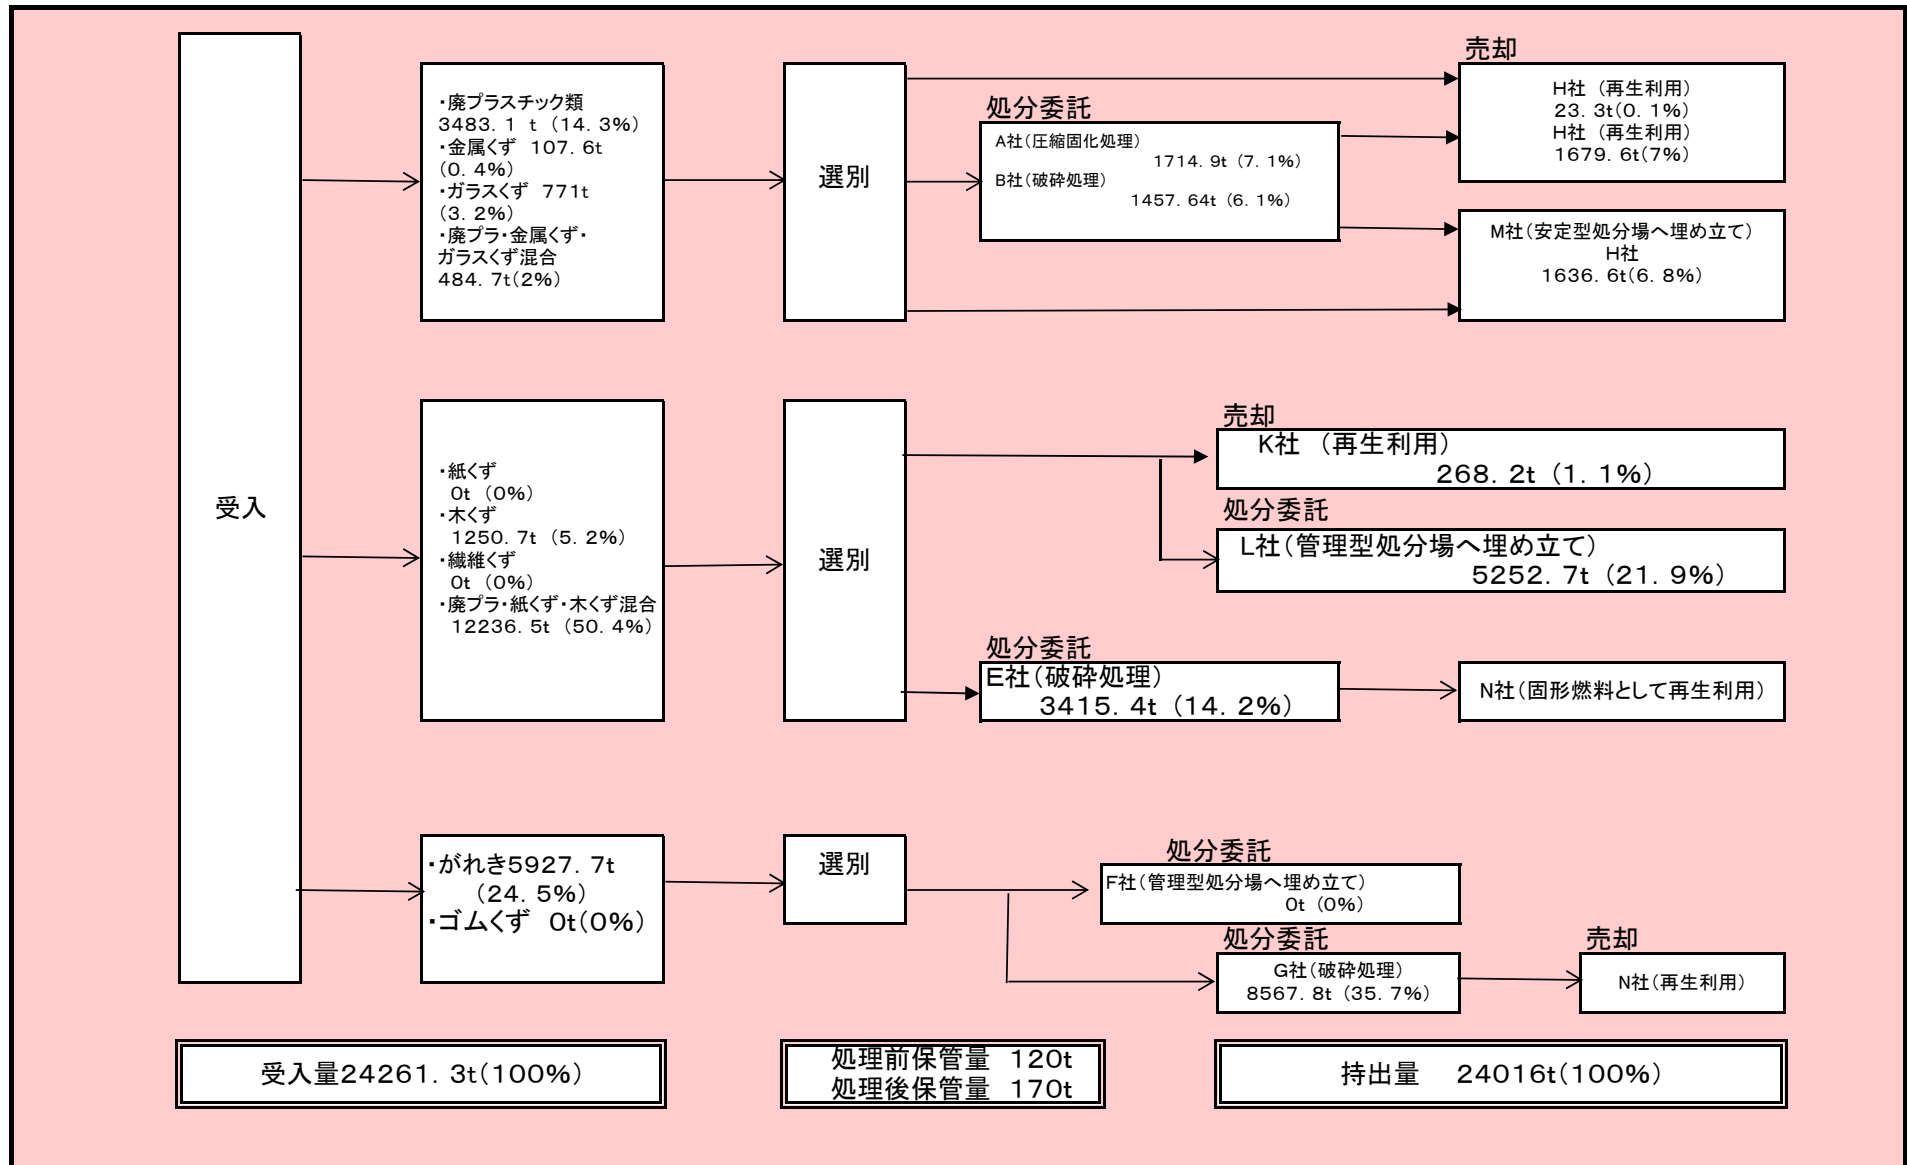 受入
・廃プラスチック類
3483．1 t （14．3%）
・金属くず 107．6t
（0．4%）
・ガラスくず 771t
（3．2%）
・廃プラ・金属くず・
ガラスくず混合
484．7t(2%)
選別
処分委託
A社（圧縮固化処理）
1714．9t （7．1%）
B社（破砕処理）
1457．64t （6．1%）
売却
H社 （再生利用）
23．3t(0．1%)
H社 （再生利用）
1679．6t(7%)
M社（安定型処分場へ埋め立て）
H社
1636．6t(6．8%)
・紙くず
0t （0%）
・木くず
1250．7t （5．2%）
・繊維くず
0t （0%）
・廃プラ・紙くず・木くず混合
12236．5t （50．4%）
選別
売却
K社 （再生利用）
268．2t （1．1%）
処分委託
L社（管理型処分場へ埋め立て）
5252．7t （21．9%）
処分委託
E社（破砕処理）
3415．4t （14．2%）
N社（固形燃料として再生利用）
・がれき5927．7t
（24．5%）
・ゴムくず 0t(0%)
選別
処分委託
F社（管理型処分場へ埋め立て）
0t （0%）
処分委託
G社（破砕処理）
8567．8t （35．7%）
売却
N社（再生利用）
受入量24261．3t(100%)
処理前保管量 120t
処理後保管量 170t
持出量 24016t(100%)